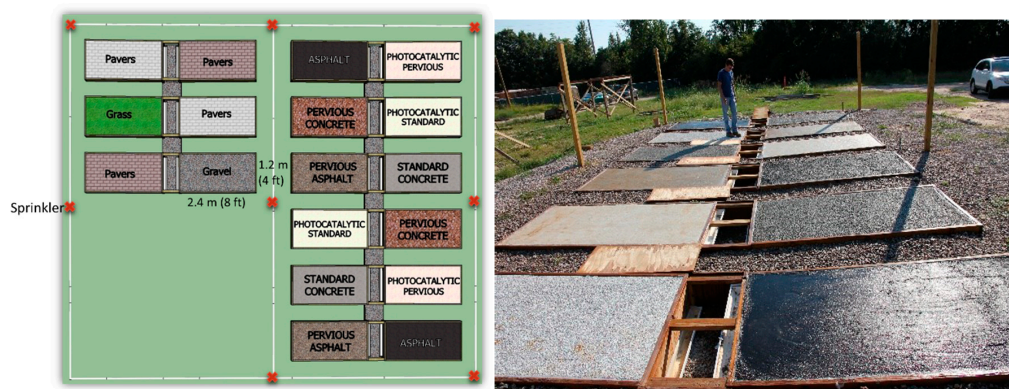 Pavers
Pavers
Grass
Pavers
Pavers
Gravel
1.2 m
(4 ft)
2.4 m (8 ft)
Sprinkler
ASPHALT
PHOTOCATALYTIC
PERVIOUS
PERVIOUS
CONCRETE
PHOTOCATALYTIC
STANDARD
PERVIOUS
ASPHALT
STANDARD
CONCRETE
PHOTOCATALYTIC
STANDARD
PERVIOUS
CONCRETE
STANDARD
CONCRETE
PHOTOCATALYTIC
PERVIOUS
PERVIOUS
ASPHALT
ASPHALT